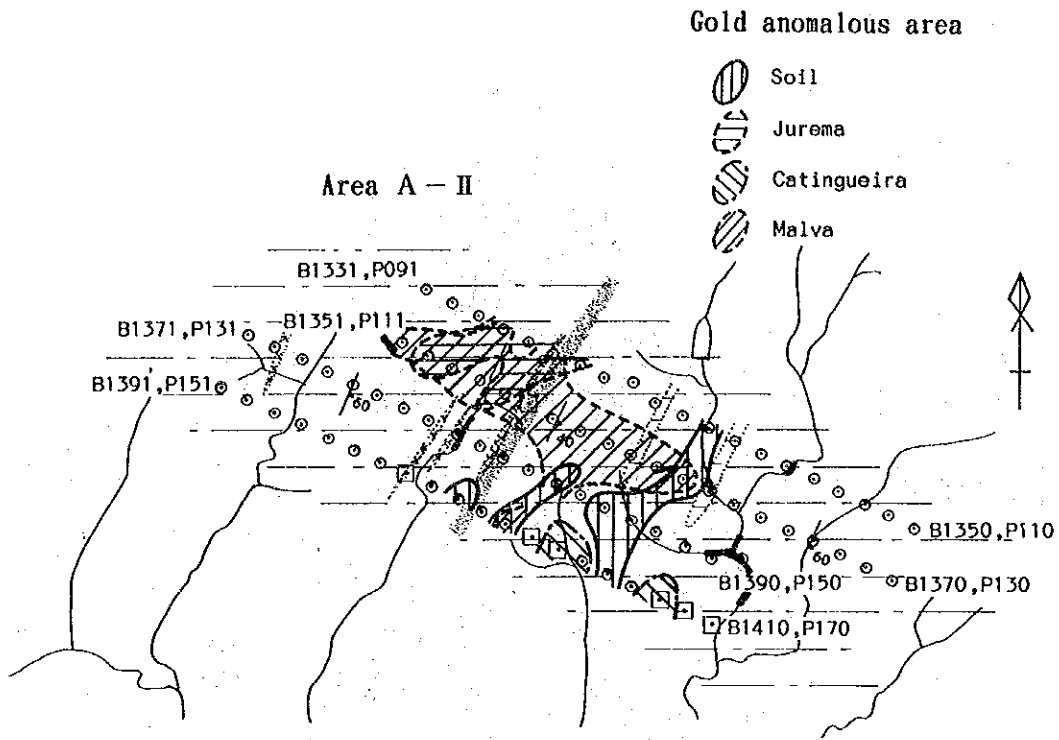 Gold anomalous area
Soil
Jurema
Catingueira
Malva
Area A-II
B1331,P091
B1371,P131
B1351,P111
B1391,P151
60
40
B1350,P110
60
B1390,P150
B1370,P130
B1410,P170